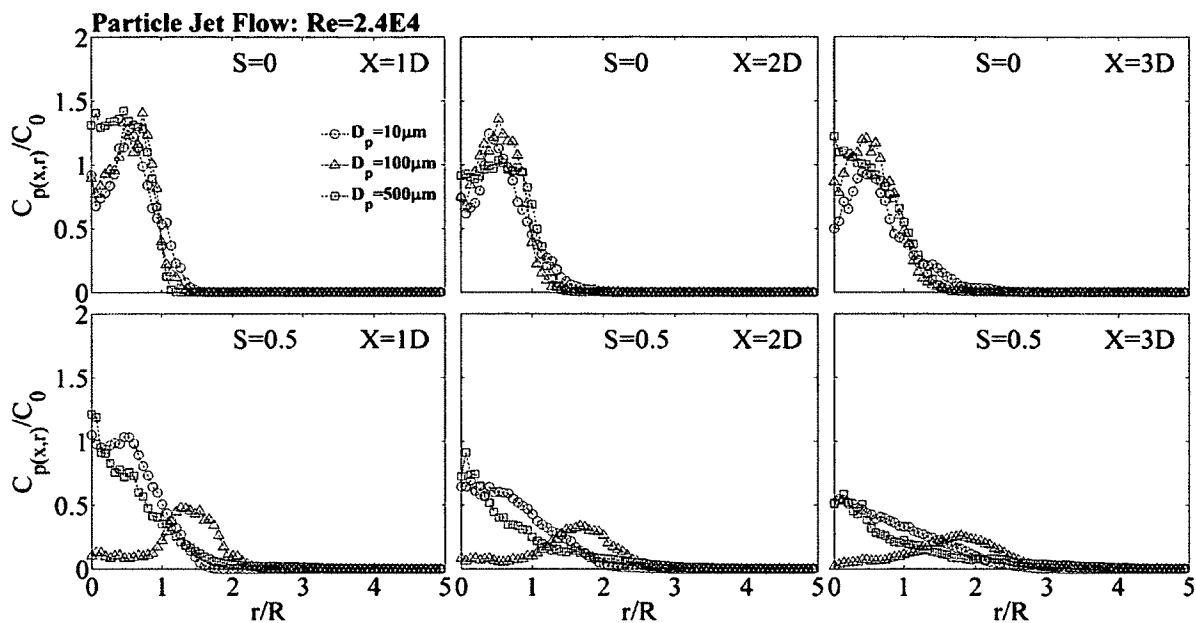 Particle Jet Flow: Re=2.4E4
2
1.5
1
0.5
0
C_p(x,r)/C_0
S=0 X=1D
D_p=10μm
D_p=100μm
D_p=500μm
S=0 X=2D
S=0 X=3D
2
1.5
1
0.5
0
C_p(x,r)/C_0
S=0.5 X=1D
S=0.5 X=2D
S=0.5 X=3D
0 1 2 3 4 5 1 2 3 4 5 1 2 3 4 5
r/R r/R r/R